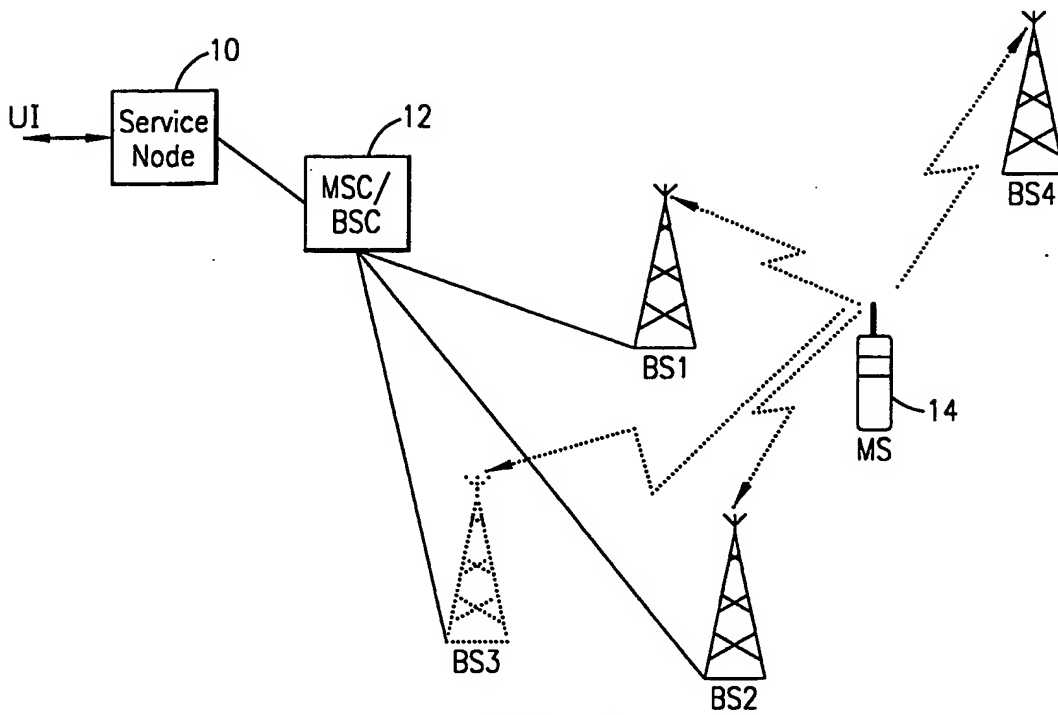 10
UI
Service
Node
12
MSC/
BSC
BS4
BS1
14
MS
BS3
BS2